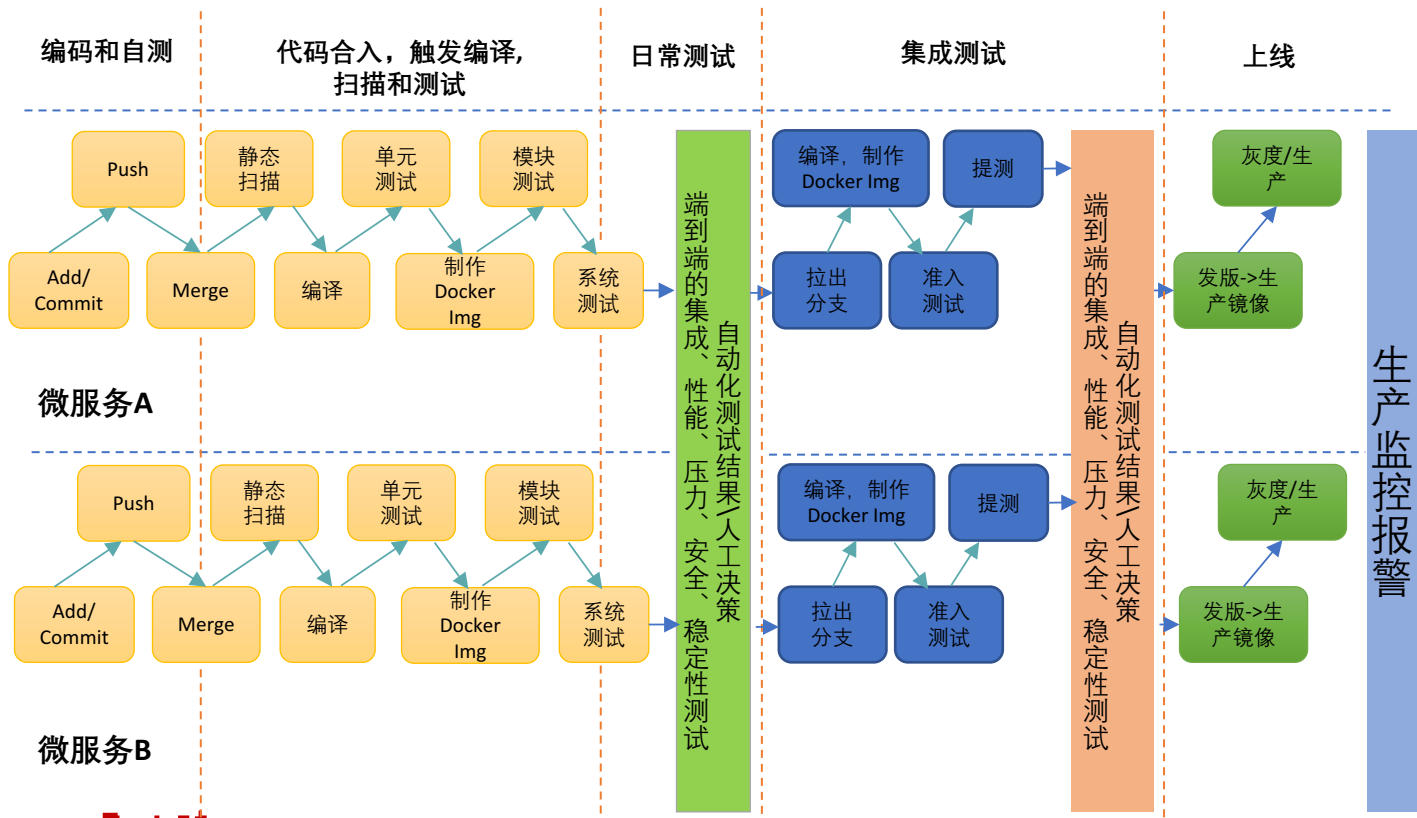 编码和自测
代码合入，触发编译,
扫描和测试
日常测试
集成测试
上线
Push
静态
扫描
单元
测试
模块
测试
Add/
Commit
Merge
编译
制作
Docker
Img
系统
测试
微服务A
端到端的集成、性能、压力、安全、稳定性测试
自动化测试结果/人工决策
编译，制作
Docker Img
提测
拉出
分支
准入
测试
端到端的集成、性能、压力、安全、稳定性测试
自动化测试结果/人工决策
灰度/生
产
发版->生
产镜像
生产监控报警
Push
静态
扫描
单元
测试
模块
测试
Add/
Commit
Merge
编译
制作
Docker
Img
系统
测试
微服务B
编译，制作
Docker Img
提测
拉出
分支
准入
测试
灰度/生
产
发版->生
产镜像